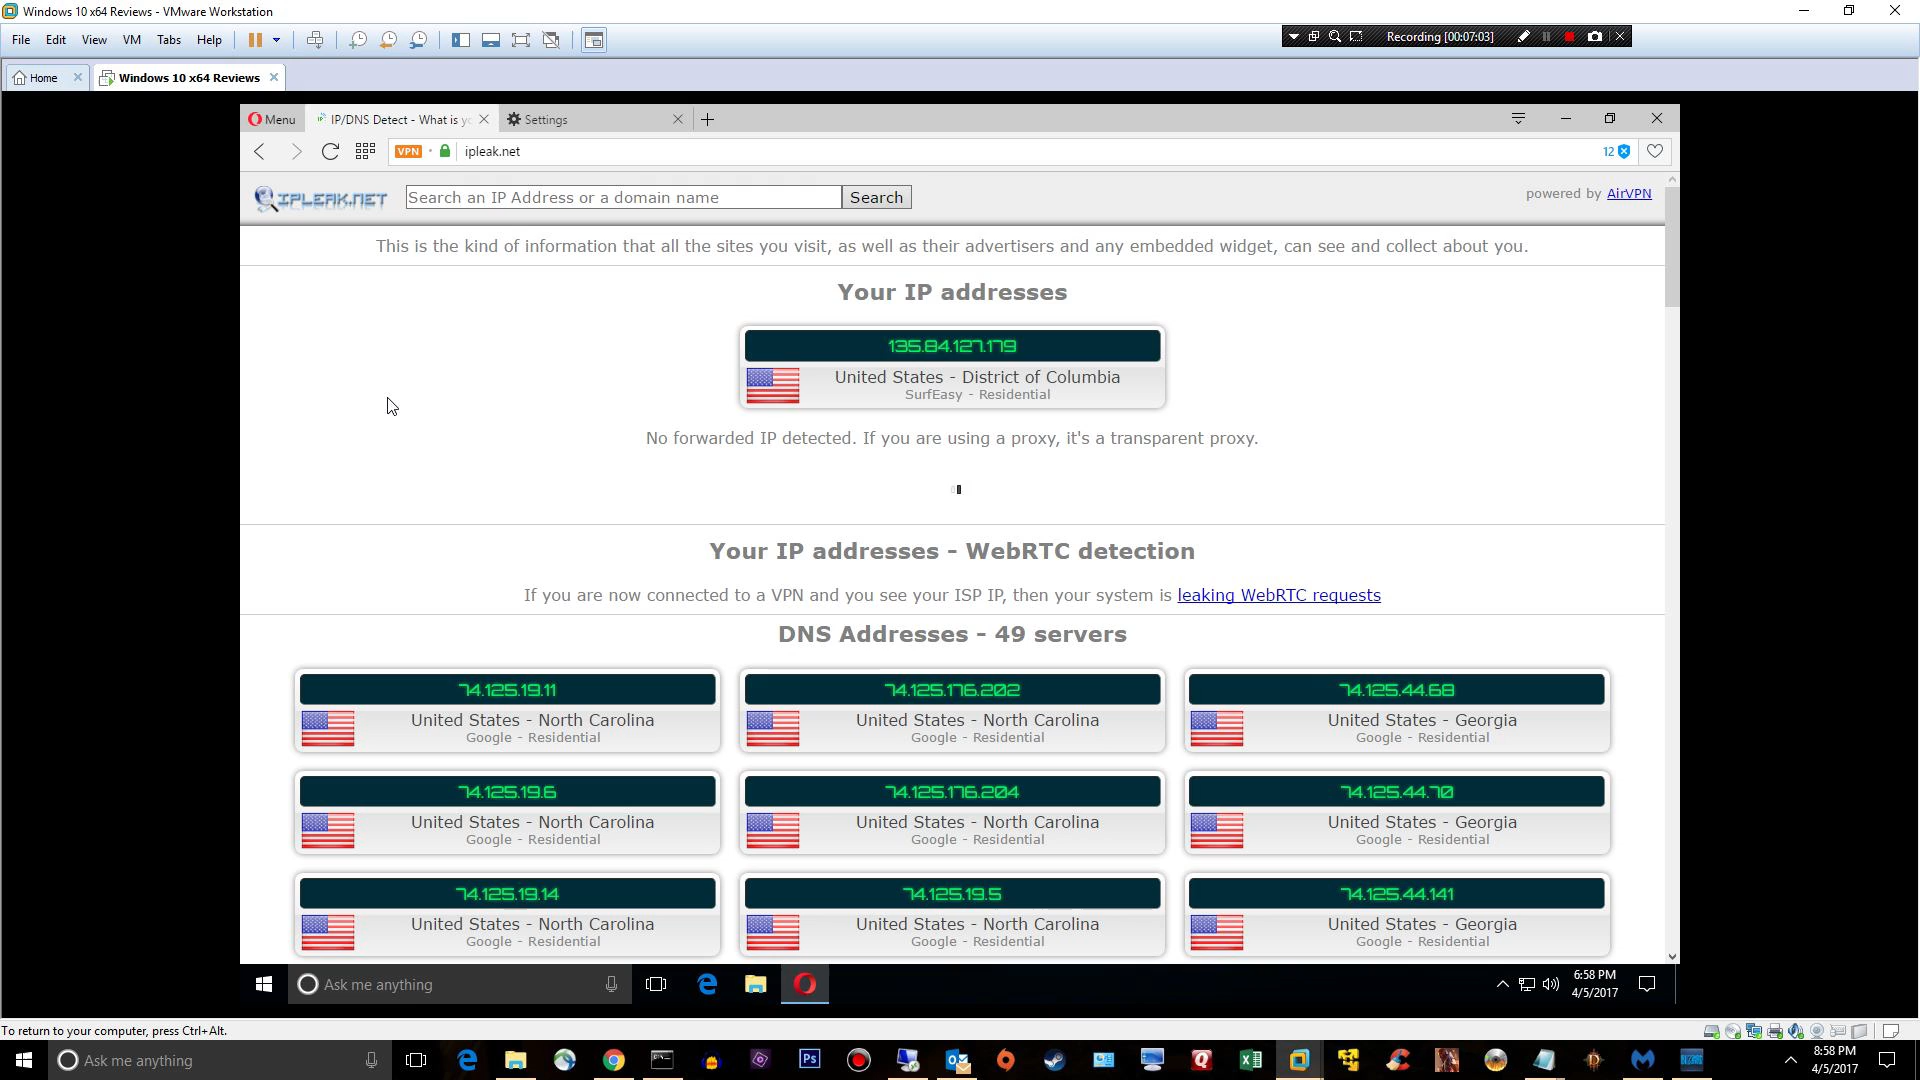 Windows 10 x64 Reviews - VMware Workstation
File Edit View VM Tabs Help
Recording [00:07:03]
Home
Windows 10 x64 Reviews
Menu
IP/DNS Detect - What is yo
Settings
VPN
ipleak.net
12
IPLEAK.NET
Search an IP Address or a domain name
Search
powered by AirVPN
This is the kind of information that all the sites you visit, as well as their advertisers and any embedded widget, can see and collect about you.
Your IP addresses
135.84.127.179
United States - District of Columbia
SurfEasy - Residential
No forwarded IP detected. If you are using a proxy, it's a transparent proxy.
Your IP addresses - WebRTC detection
If you are now connected to a VPN and you see your ISP IP, then your system is leaking WebRTC requests
DNS Addresses - 49 servers
74.125.19.11
United States - North Carolina
Google - Residential
74.125.176.202
United States - North Carolina
Google - Residential
74.125.44.68
United States - Georgia
Google - Residential
74.125.19.6
United States - North Carolina
Google - Residential
74.125.176.204
United States - North Carolina
Google - Residential
74.125.44.70
United States - Georgia
Google - Residential
74.125.19.14
United States - North Carolina
Google - Residential
74.125.19.5
United States - North Carolina
Google - Residential
74.125.44.141
United States - Georgia
Google - Residential
Ask me anything
6:58 PM
4/5/2017
To return to your computer, press Ctrl+Alt.
Ask me anything
Ps
8:58 PM
4/5/2017